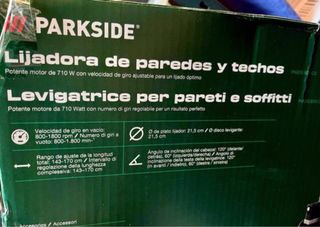 PARKSIDE®
Lijadora de paredes y techos
Potente motor de 710 W con velocidad de giro ajustable para un lijado óptimo
Levigatrice per pareti e soffitti
Potente motore da 710 Watt con numero di giri regolabile per un risultato perfetto
Velocidad de giro en vacío:
800-1800 rpm / Numero di giri a
vuoto: 800-1.800 min⁻¹
Ø de plato lijador: 21,5 cm / Ø disco levigante:
21,5 cm
Rango de ajuste de la longitud
total: 143-170 cm / Intervallo di
regolazione della lunghezza
complessiva: 143-170 cm
Ángulo de inclinación del cabezal: 120° (delante/
detrás), 60° (izquierda/derecha) / Angolo di
inclinazione della testa della levigatrice: 120°
(in avanti / indietro), 60° (destra / sinistra)
Accesorios / Accessori